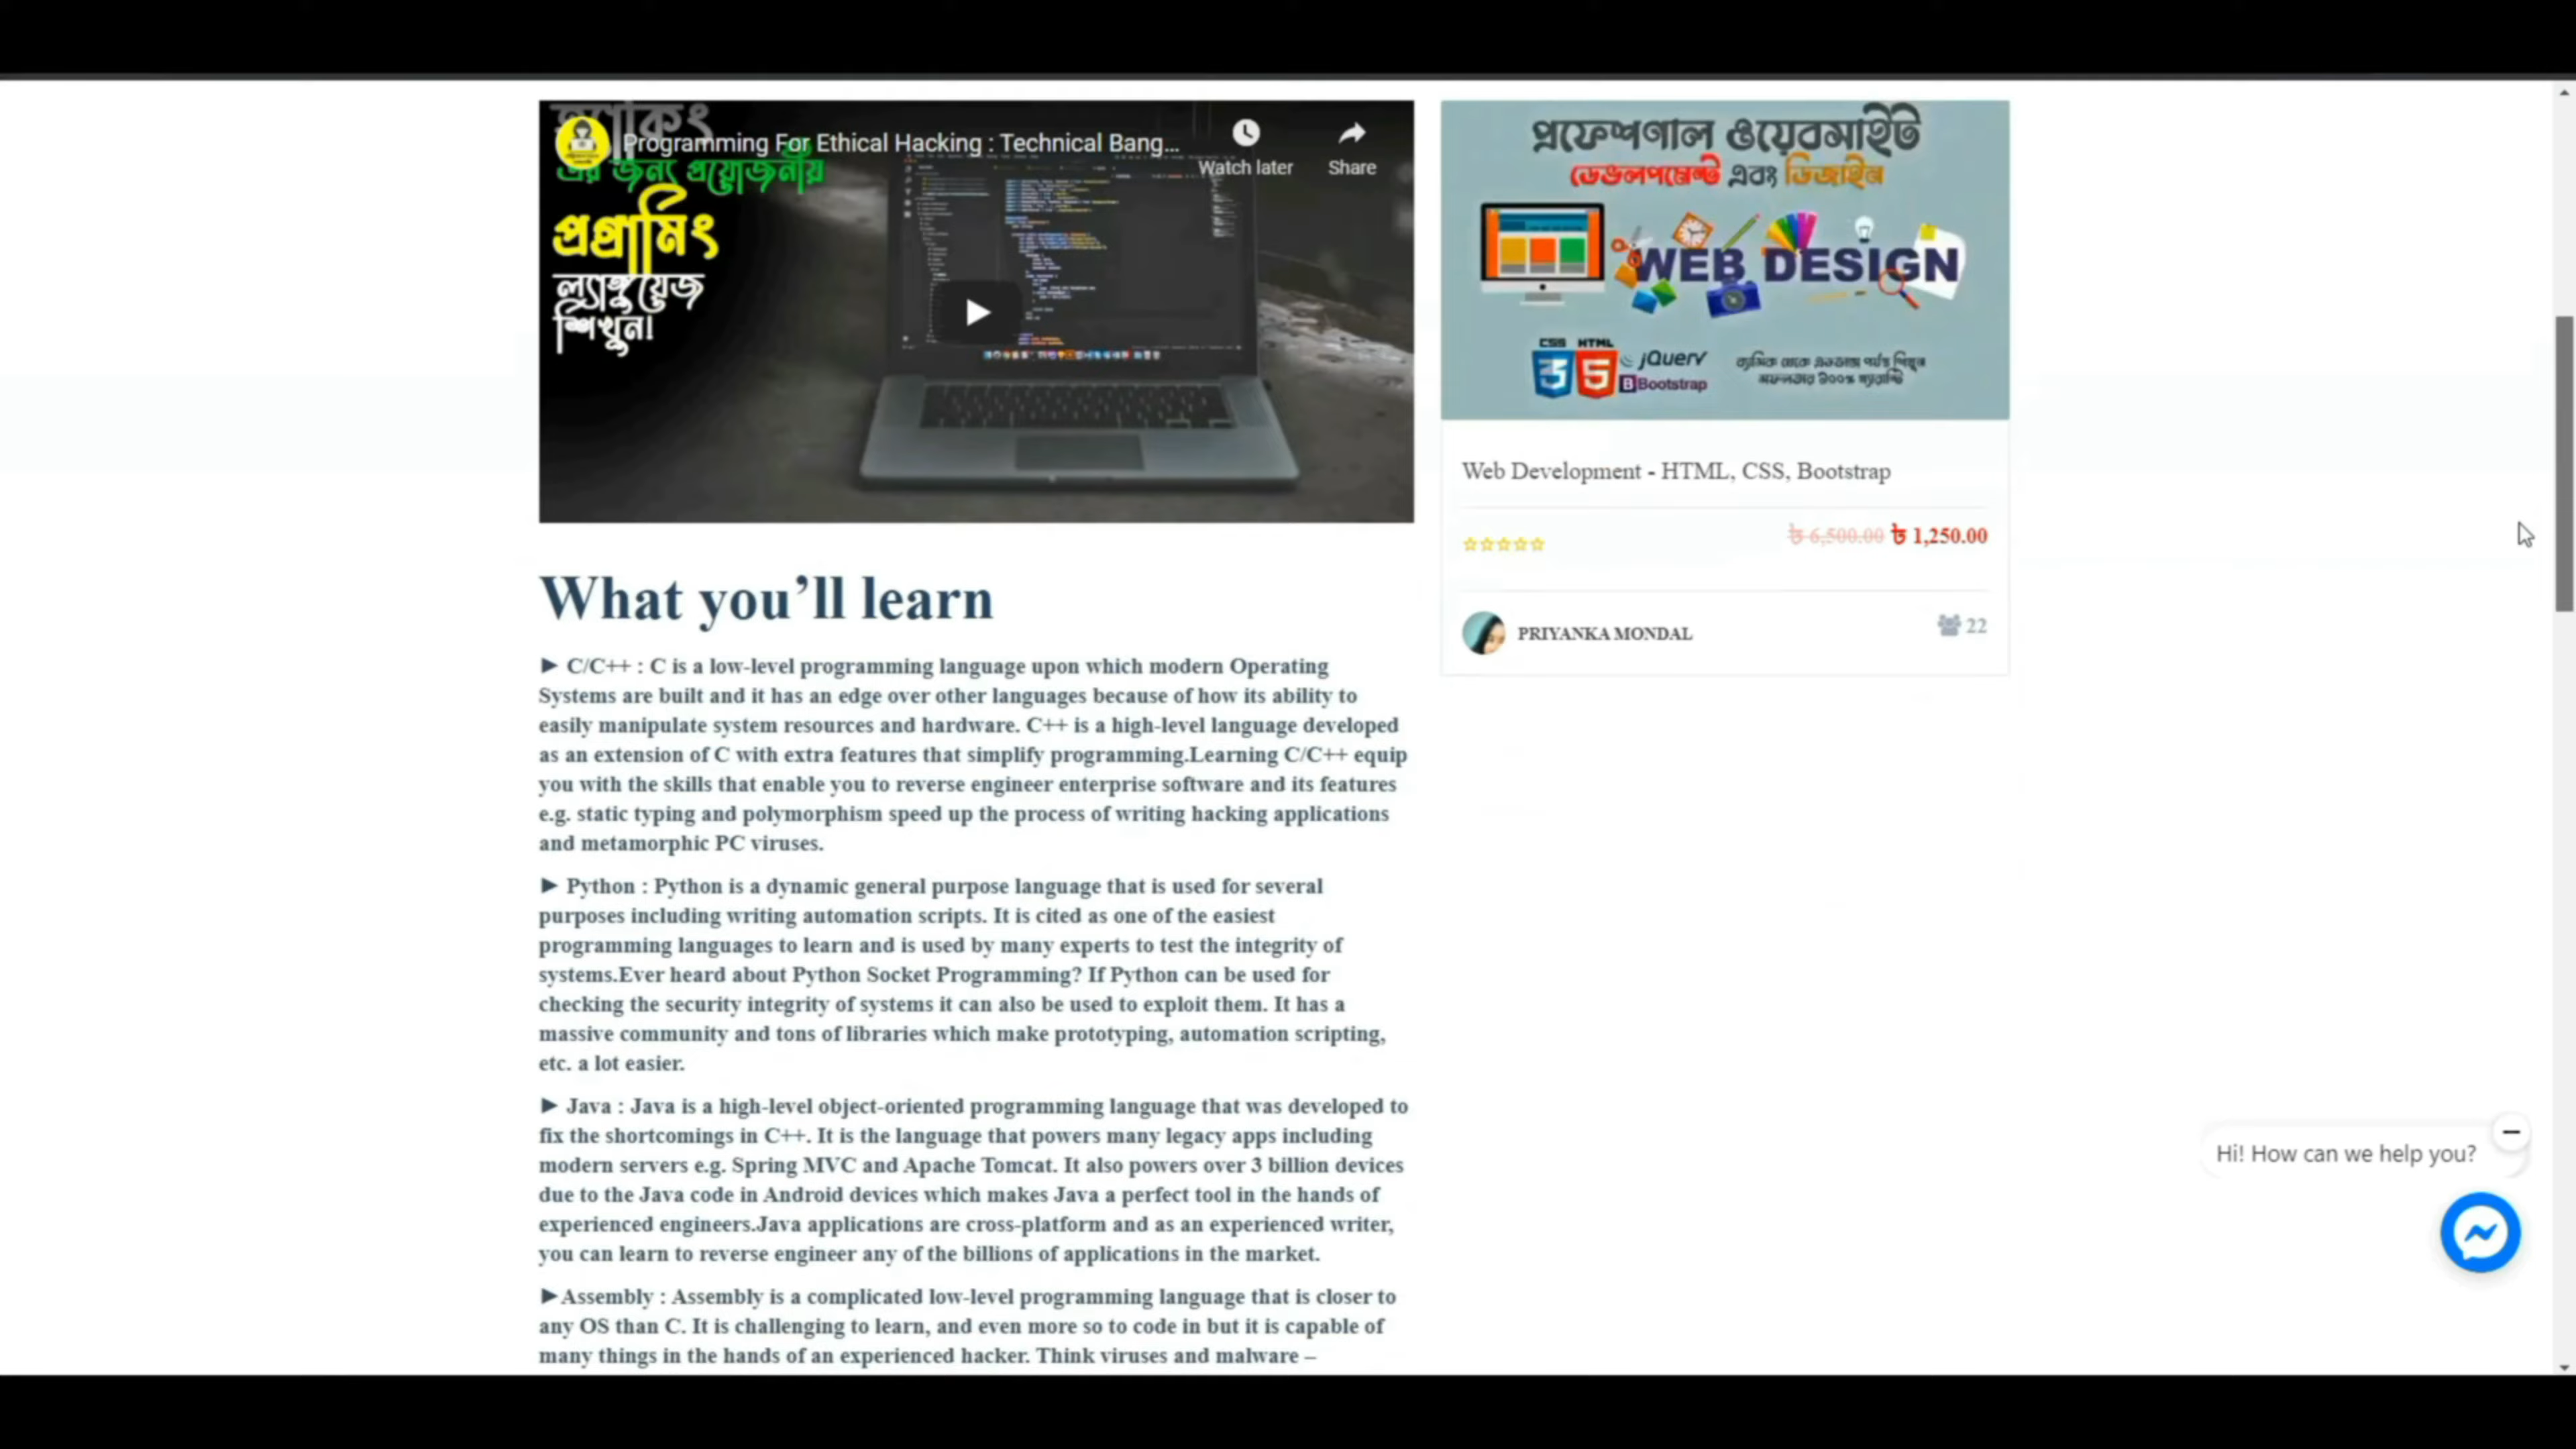 হ্যাকিং
Programming For Ethical Hacking : Technical Bang...
এর জন্য প্রয়োজনীয়
প্রগ্রামিং
ল্যাঙ্গুয়েজ
শিখুন!
Watch later
Share
প্রফেশণাল ওয়েবসাইট
ডেভলপমেন্ট এবং ডিজাইন
WEB DESIGN
CSS HTML
3 5
jQuery
B Bootstrap
Web Development - HTML, CSS, Bootstrap
৳ 6,500.00 ৳ 1,250.00
PRIYANKA MONDAL
22
What you’ll learn
► C/C++ : C is a low-level programming language upon which modern Operating
Systems are built and it has an edge over other languages because of how its ability to
easily manipulate system resources and hardware. C++ is a high-level language developed
as an extension of C with extra features that simplify programming.Learning C/C++ equip
you with the skills that enable you to reverse engineer enterprise software and its features
e.g. static typing and polymorphism speed up the process of writing hacking applications
and metamorphic PC viruses.
► Python : Python is a dynamic general purpose language that is used for several
purposes including writing automation scripts. It is cited as one of the easiest
programming languages to learn and is used by many experts to test the integrity of
systems.Ever heard about Python Socket Programming? If Python can be used for
checking the security integrity of systems it can also be used to exploit them. It has a
massive community and tons of libraries which make prototyping, automation scripting,
etc. a lot easier.
► Java : Java is a high-level object-oriented programming language that was developed to
fix the shortcomings in C++. It is the language that powers many legacy apps including
modern servers e.g. Spring MVC and Apache Tomcat. It also powers over 3 billion devices
due to the Java code in Android devices which makes Java a perfect tool in the hands of
experienced engineers.Java applications are cross-platform and as an experienced writer,
you can learn to reverse engineer any of the billions of applications in the market.
►Assembly : Assembly is a complicated low-level programming language that is closer to
any OS than C. It is challenging to learn, and even more so to code in but it is capable of
many things in the hands of an experienced hacker. Think viruses and malware –
Hi! How can we help you?